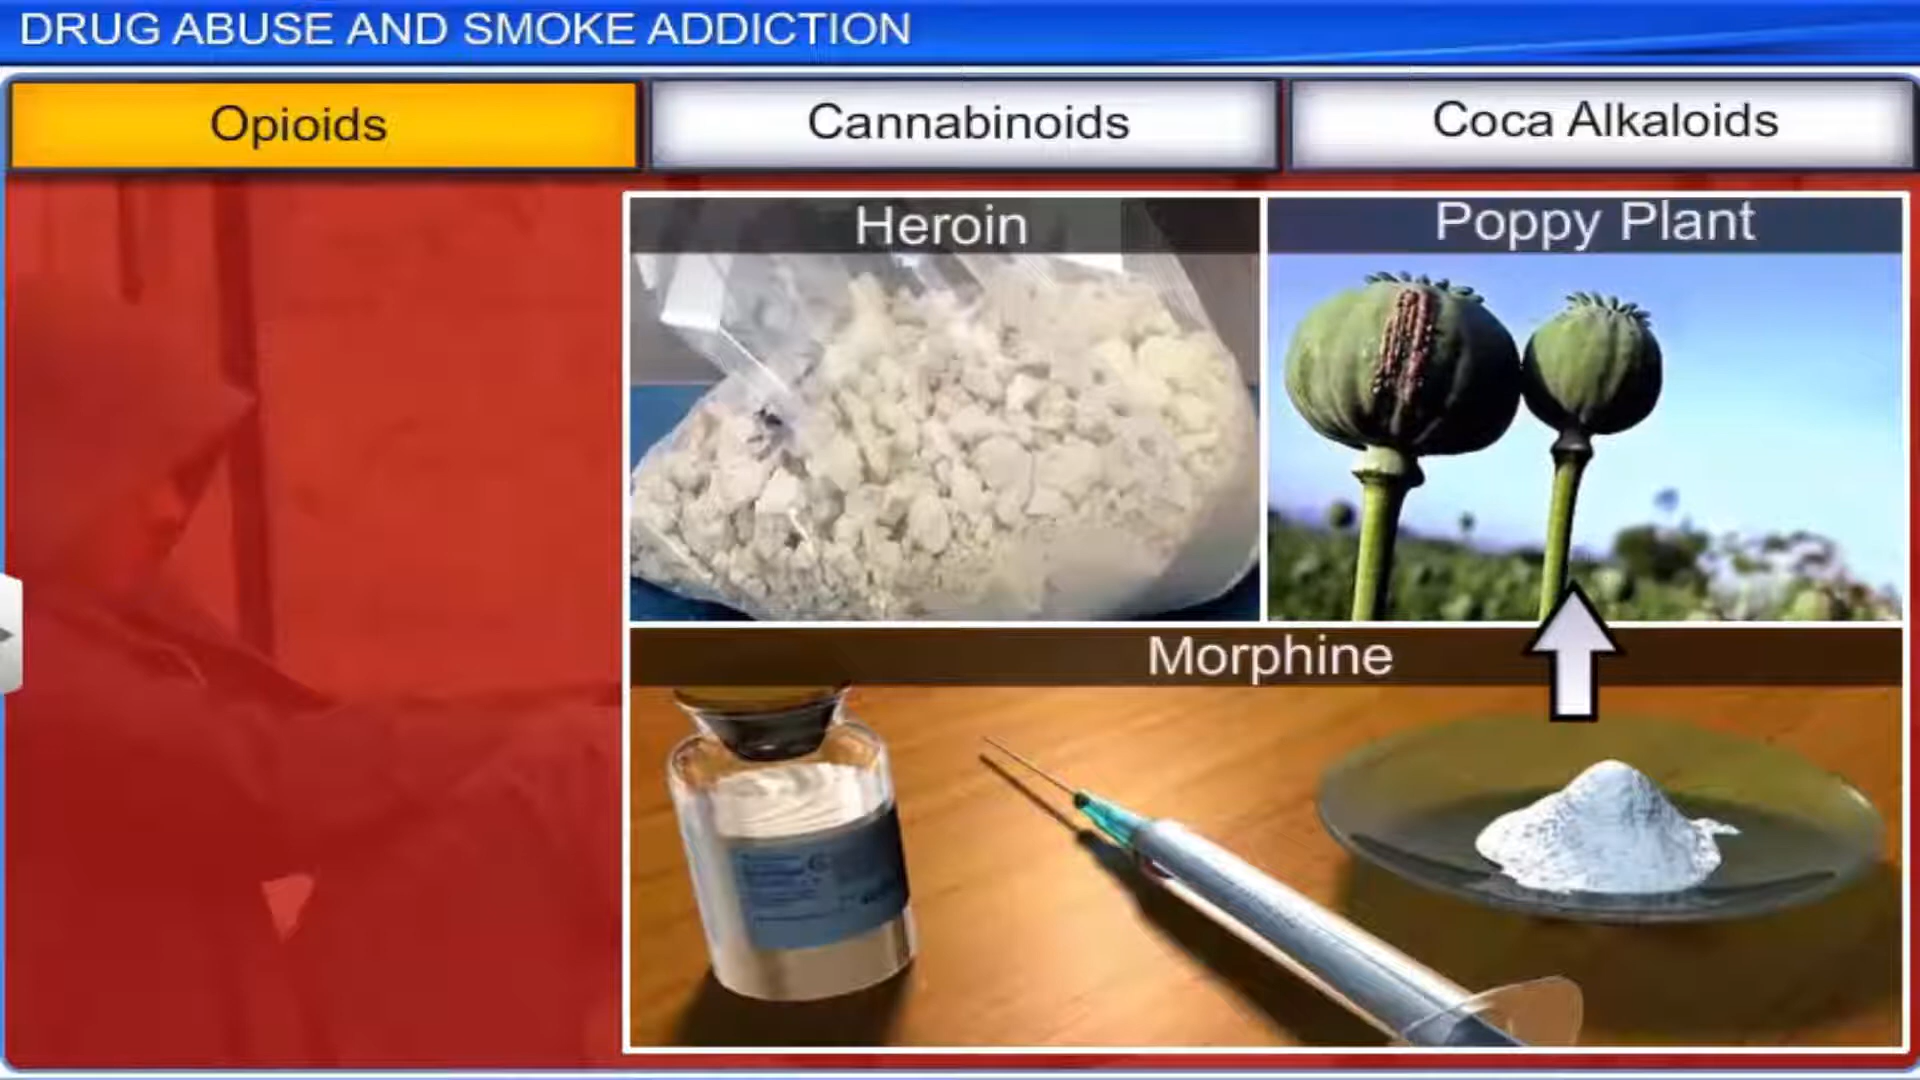 DRUG ABUSE AND SMOKE ADDICTION
Opioids
Cannabinoids
Coca Alkaloids
Heroin
Poppy Plant
Morphine